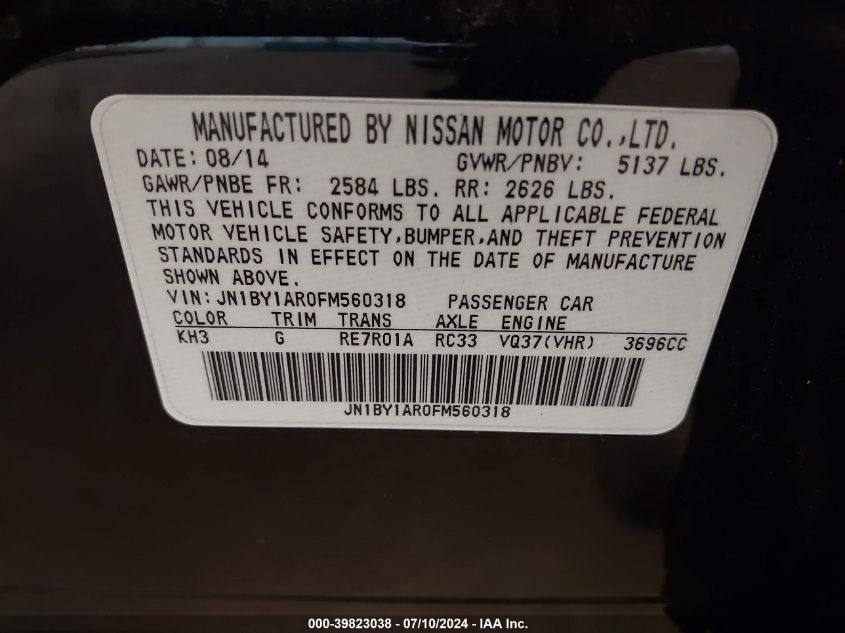 MANUFACTURED BY NISSAN MOTOR CO.,LTD.
DATE: 08/14 GVWR/PNBV: 5137 LBS.
GAWR/PNBE FR: 2584 LBS. RR: 2626 LBS.
THIS VEHICLE CONFORMS TO ALL APPLICABLE FEDERAL
MOTOR VEHICLE SAFETY,BUMPER,AND THEFT PREVENTION
STANDARDS IN EFFECT ON THE DATE OF MANUFACTURE
SHOWN ABOVE.
VIN: JN1BY1AR0FM560318 PASSENGER CAR
COLOR TRIM TRANS AXLE ENGINE
KH3 G RE7R01A RC33 VQ37(VHR) 3696CC
JN1BY1AR0FM560318
000-39823038 - 07/10/2024 - IAA Inc.